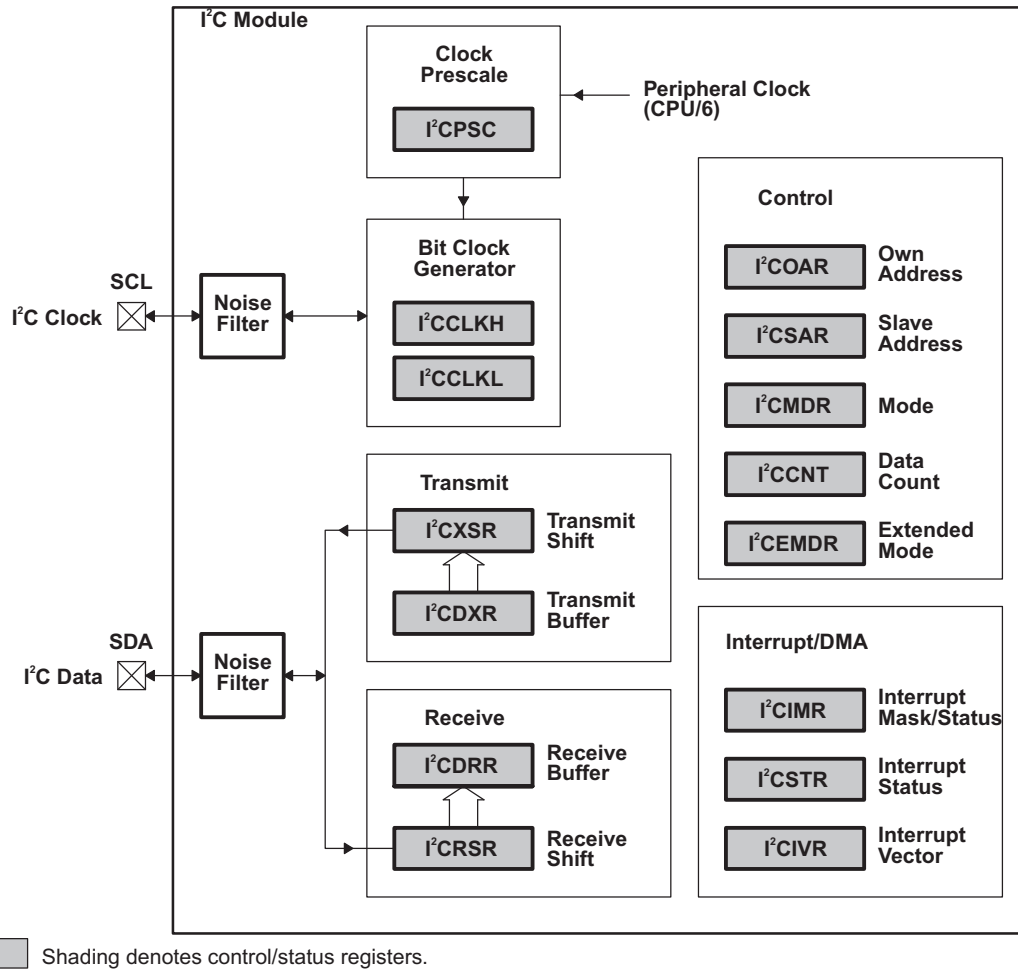 I²C Module
Clock
Prescale
I²CPSC
Peripheral Clock
(CPU/6)
Bit Clock
Generator
I²CCLKH
I²CCLKL
SCL
I²C Clock
Noise
Filter
Control
I²COAR
Own
Address
I²CSAR
Slave
Address
I²CMDR
Mode
I²CCNT
Data
Count
I²CEMDR
Extended
Mode
Transmit
I²CXSR
Transmit
Shift
I²CDXR
Transmit
Buffer
SDA
I²C Data
Noise
Filter
Receive
I²CDRR
Receive
Buffer
I²CRSR
Receive
Shift
Interrupt/DMA
I²CIMR
Interrupt
Mask/Status
I²CSTR
Interrupt
Status
I²CIVR
Interrupt
Vector
Shading denotes control/status registers.